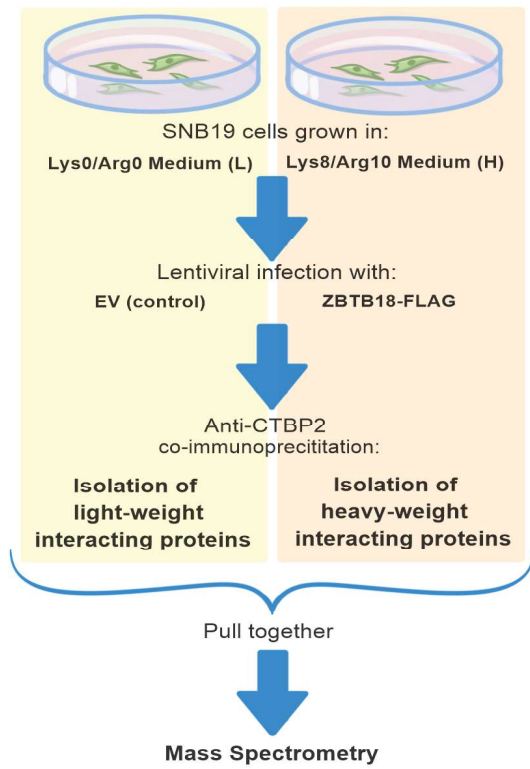 SNB19 cells grown in:
Lys0/Arg0 Medium (L) Lys8/Arg10 Medium (H)
Lentiviral infection with:
EV (control) ZBTB18-FLAG
Anti-CTBP2
co-immunoprecititation:
Isolation of
light-weight
interacting proteins
Isolation of
heavy-weight
interacting proteins
Pull together
Mass Spectrometry